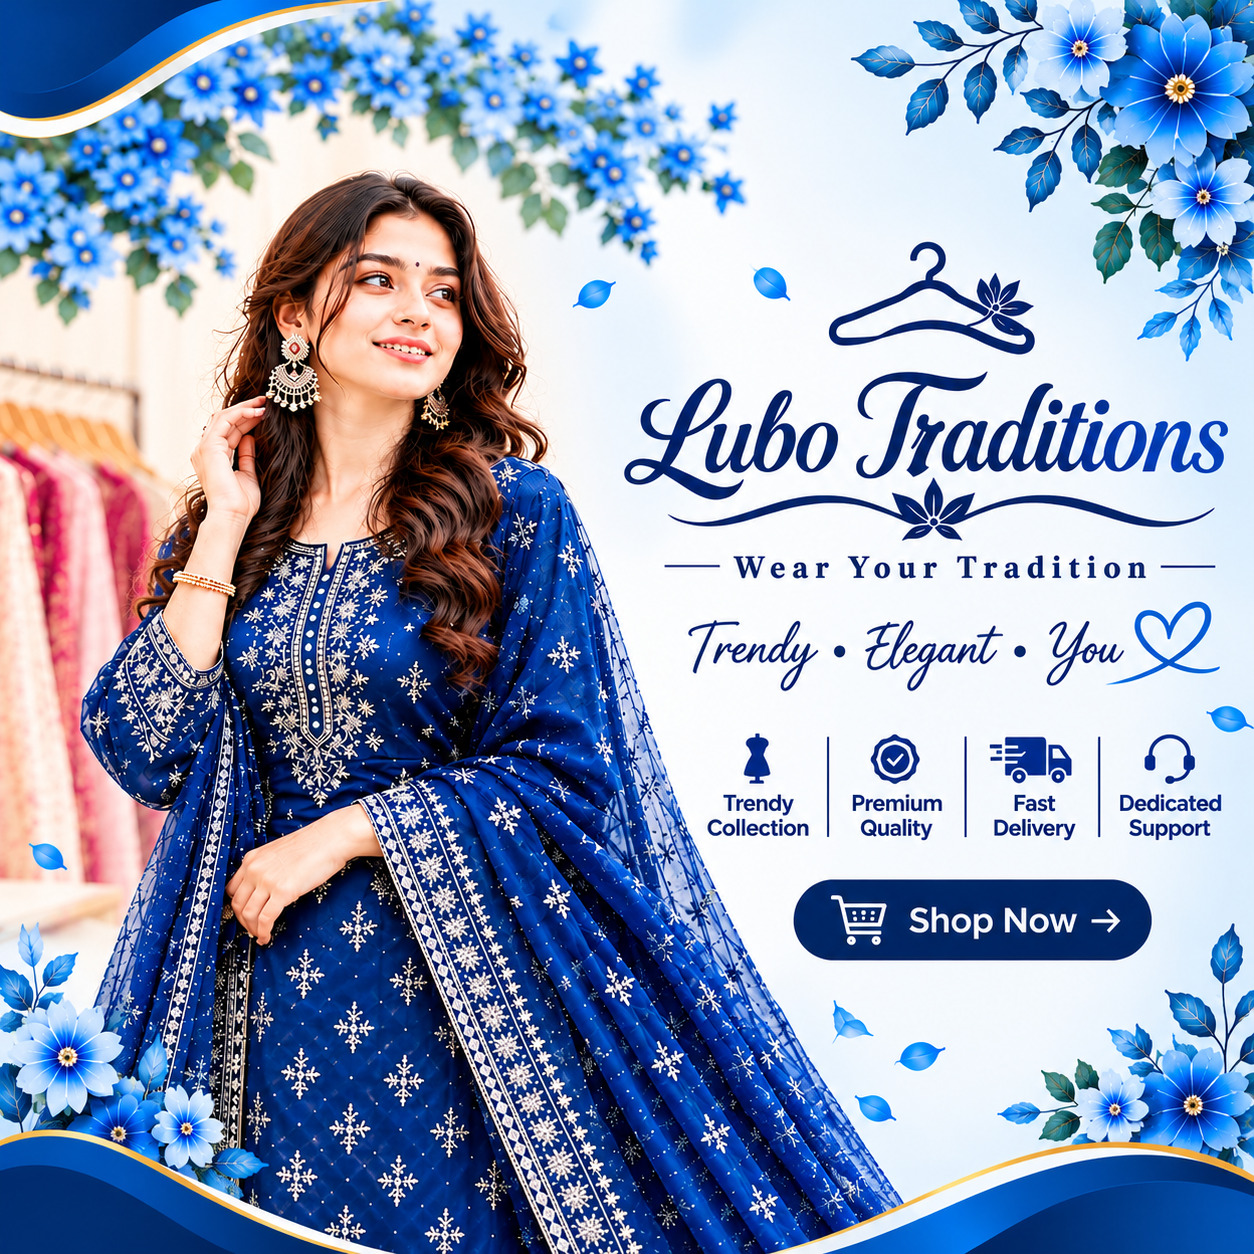 Lubo Traditions
Wear Your Tradition
Trendy • Elegant • You
Trendy
Collection
Premium
Quality
Fast
Delivery
Dedicated
Support
Shop Now →